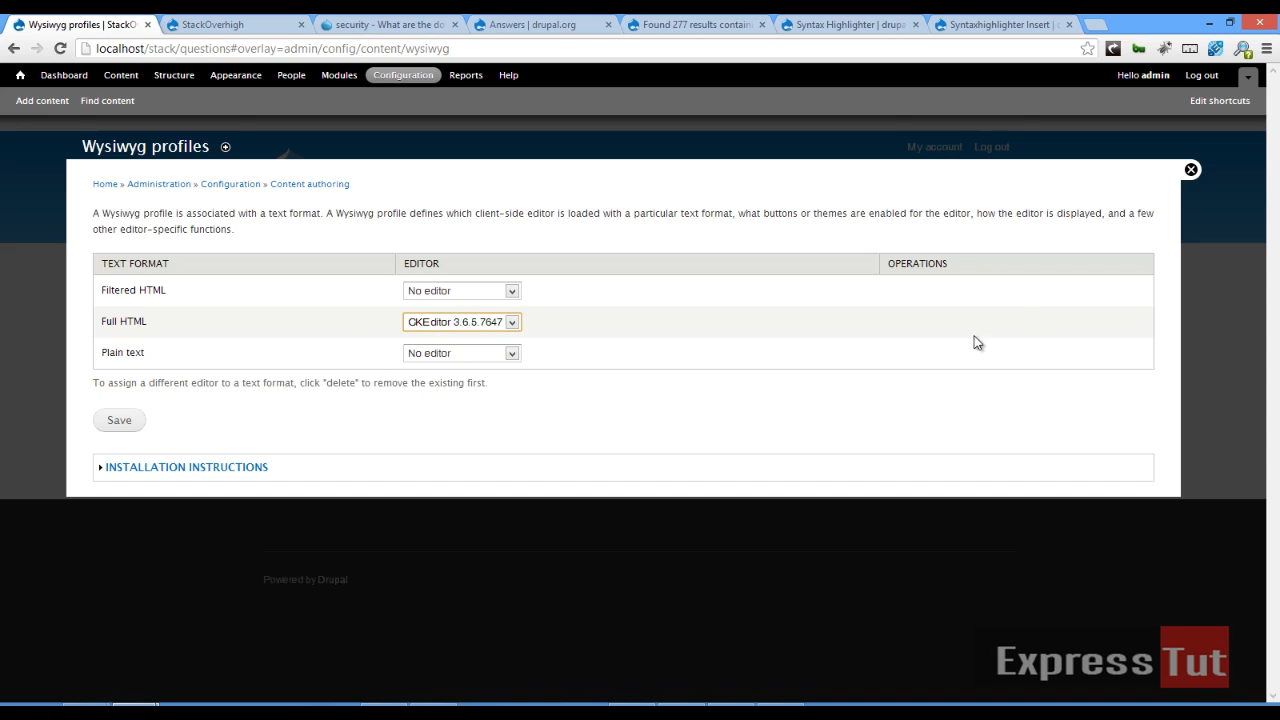 Wysiwyg profiles | StackO
StackOverhigh
security - What are the do
Answers | drupal.org
Found 277 results contain
Syntax Highlighter | drupa
Syntaxhighlighter Insert |
localhost/stack/questions#overlay=admin/config/content/wysiwyg
Dashboard Content Structure Appearance People Modules Configuration Reports Help Hello admin Log out
Add content Find content Edit shortcuts
Wysiwyg profiles My account Log out
Home » Administration » Configuration » Content authoring
A Wysiwyg profile is associated with a text format. A Wysiwyg profile defines which client-side editor is loaded with a particular text format, what buttons or themes are enabled for the editor, how the editor is displayed, and a few
other editor-specific functions.
TEXT FORMAT EDITOR OPERATIONS
Filtered HTML No editor
Full HTML CKEditor 3.6.5.7647
Plain text No editor
To assign a different editor to a text format, click "delete" to remove the existing first.
Save
INSTALLATION INSTRUCTIONS
Powered by Drupal
Express Tut